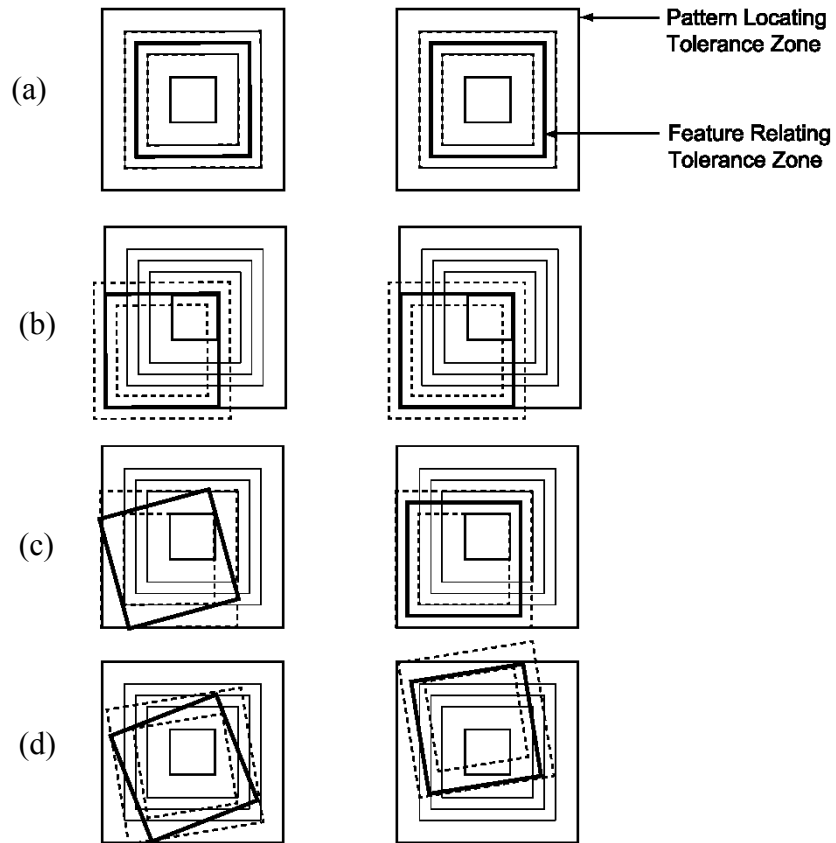 Pattern Locating
Tolerance Zone
(a)
Feature Relating
Tolerance Zone
(b)
(c)
(d)